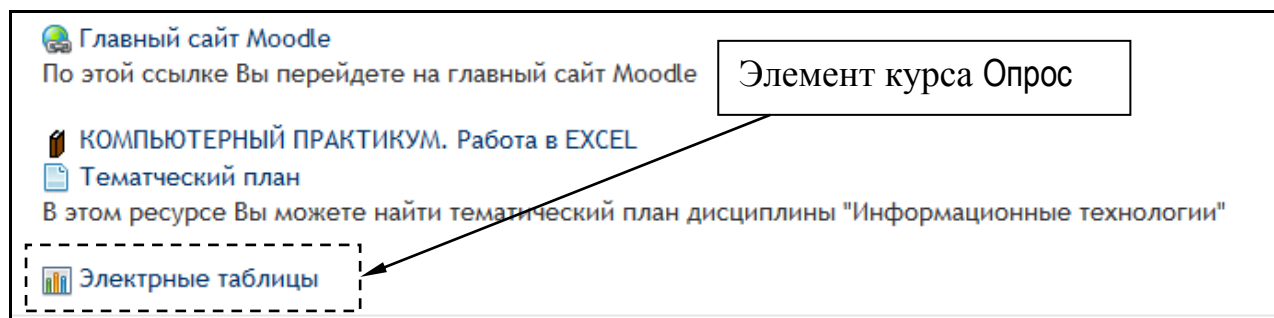 Главный сайт Moodle
По этой ссылке Вы перейдете на главный сайт Moodle
Элемент курса Опрос
КОМПЬЮТЕРНЫЙ ПРАКТИКУМ. Работа в EXCEL
Тематческий план
В этом ресурсе Вы можете найти тематический план дисциплины "Информационные технологии"
Электрные таблицы